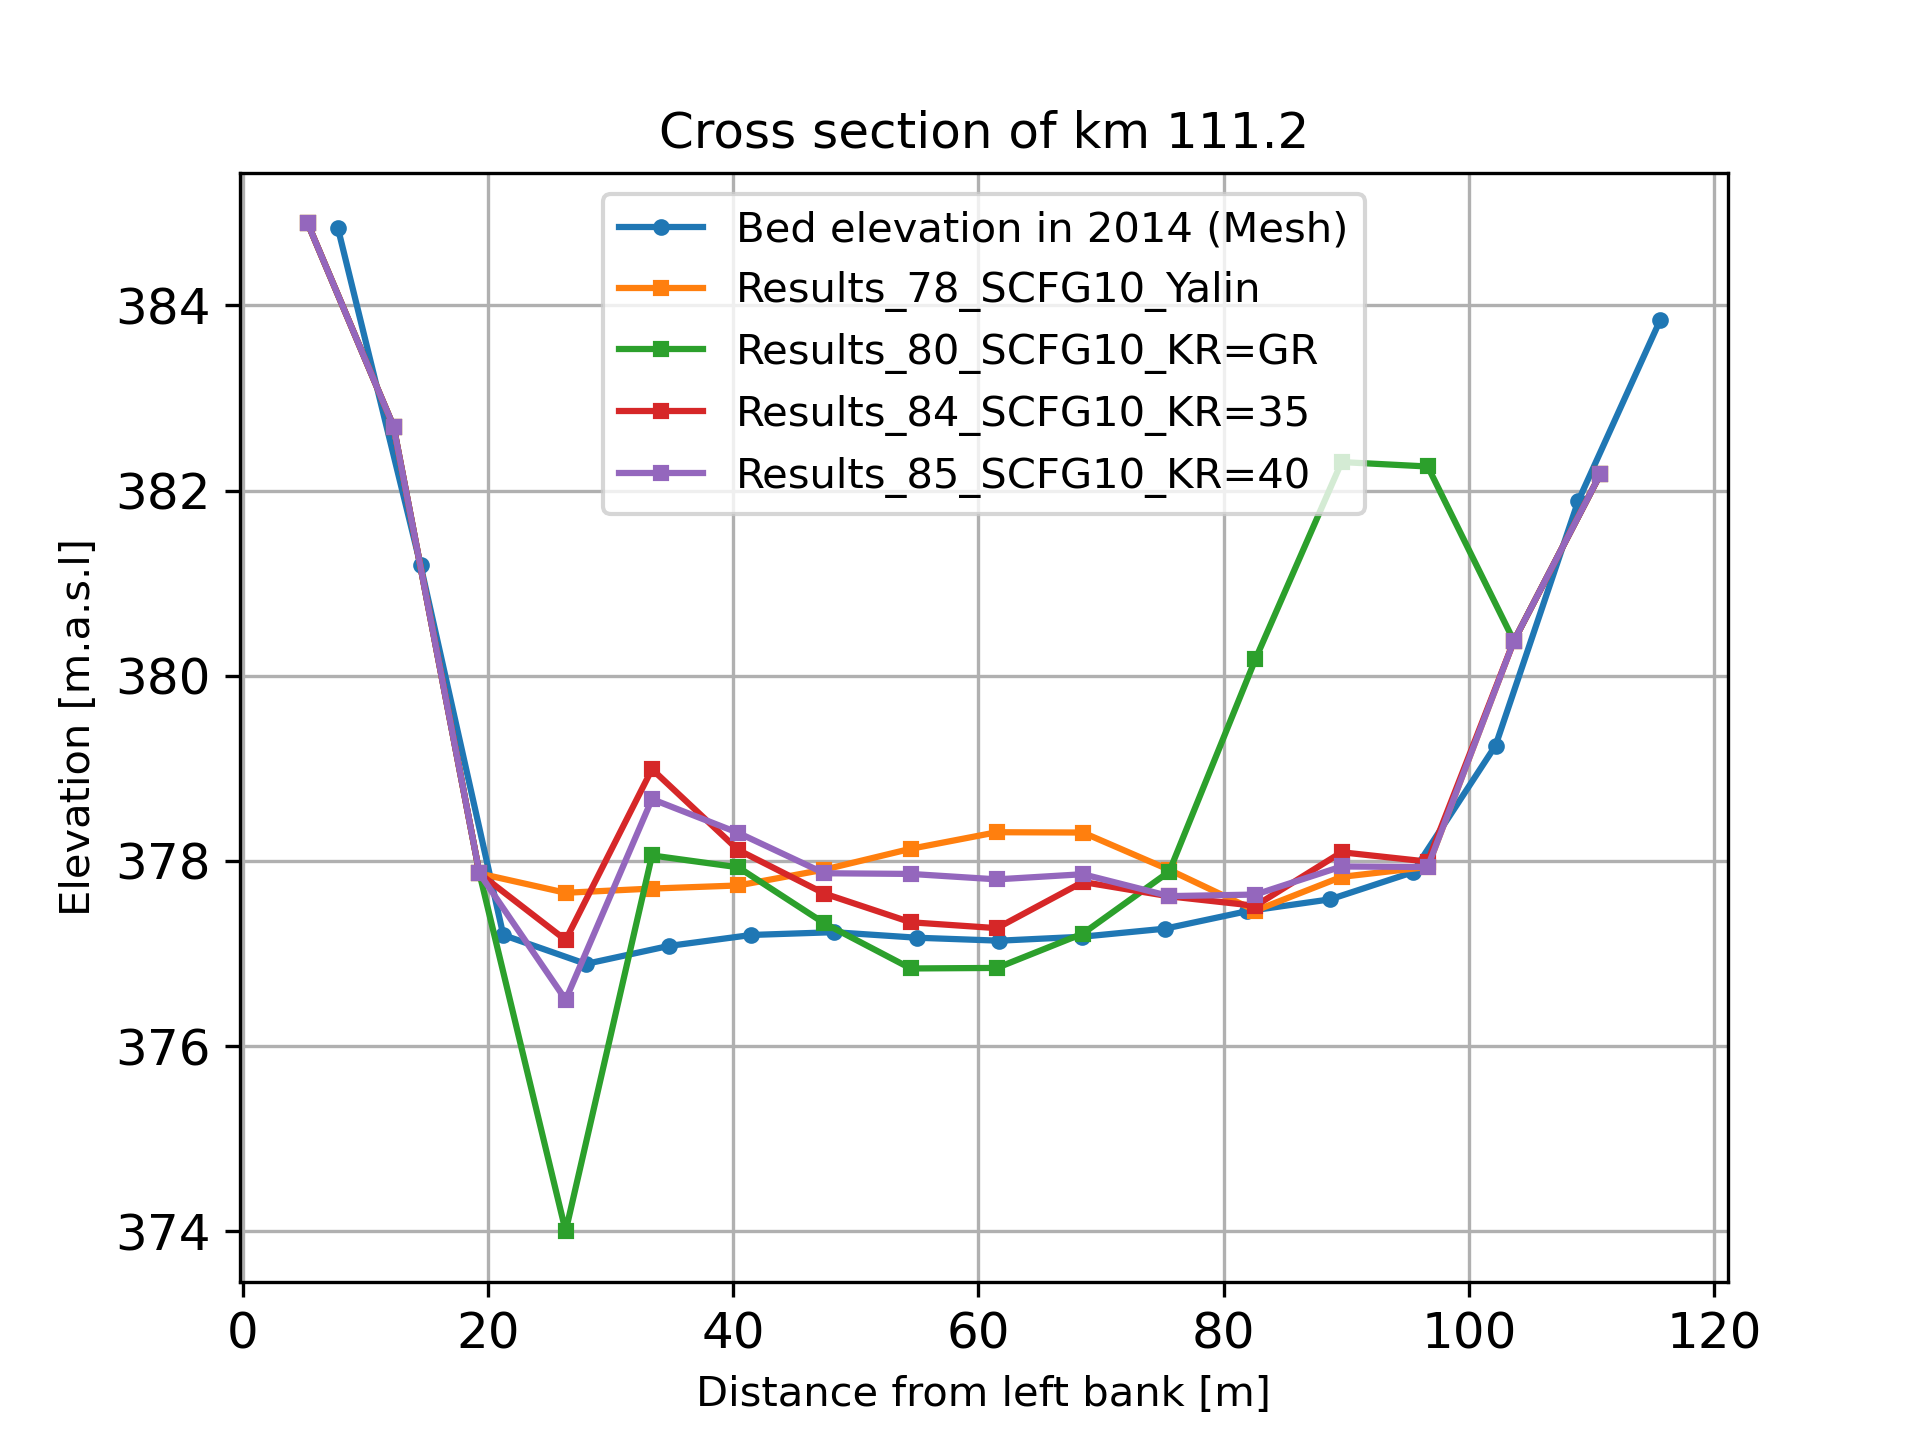 Cross section of km 111.2
Bed elevation in 2014 (Mesh)
Results_78_SCFG10_Yalin
Results_80_SCFG10_KR=GR
Results_84_SCFG10_KR=35
Results_85_SCFG10_KR=40
384
382
380
378
376
374
Elevation [m.a.s.l]
0 20 40 60 80 100 120
Distance from left bank [m]